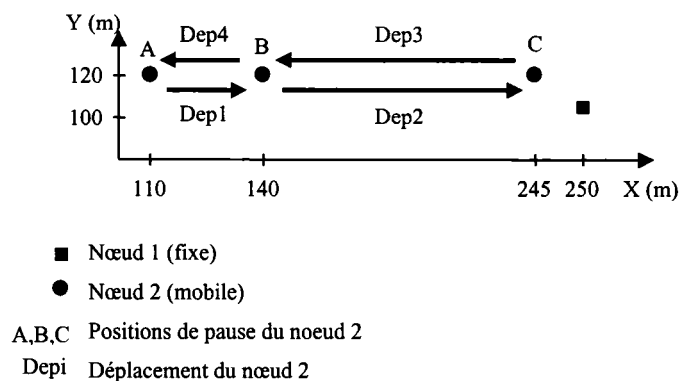 Y (m)
A
Dep4
B
Dep3
C
120
100
Dep1
Dep2
110
140
245
250
X (m)
Nœud 1 (fixe)
Nœud 2 (mobile)
A,B,C Positions de pause du noeud 2
Depi Déplacement du nœud 2